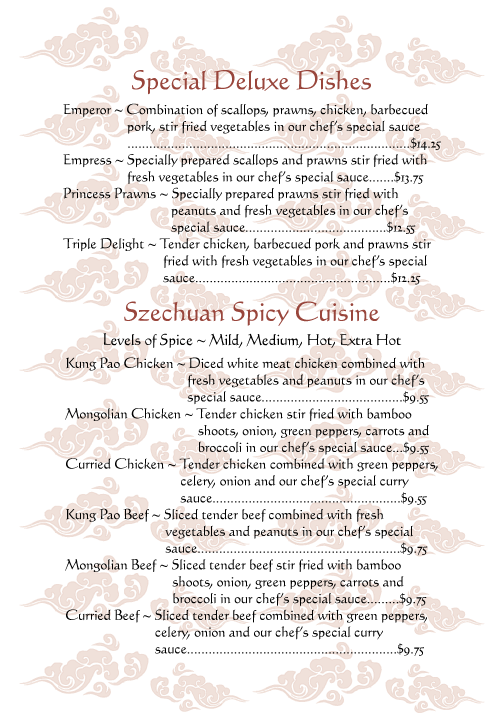 Special Deluxe Dishes
Emperor ~ Combination of scallops, prawns, chicken, barbecued
pork, stir fried vegetables in our chef's special sauce
...............................................................................$14.25
Empress ~ Specially prepared scallops and prawns stir fried with
fresh vegetables in our chef's special sauce.......$13.75
Princess Prawns ~ Specially prepared prawns stir fried with
peanuts and fresh vegetables in our chef's
special sauce.......................................$12.55
Triple Delight ~ Tender chicken, barbecued pork and prawns stir
fried with fresh vegetables in our chef's special
sauce......................................................$12.25
Szechuan Spicy Cuisine
Levels of Spice ~ Mild, Medium, Hot, Extra Hot
Kung Pao Chicken ~ Diced white meat chicken combined with
fresh vegetables and peanuts in our chef's
special sauce.......................................$9.55
Mongolian Chicken ~ Tender chicken stir fried with bamboo
shoots, onion, green peppers, carrots and
broccoli in our chef's special sauce...$9.55
Curried Chicken ~ Tender chicken combined with green peppers,
celery, onion and our chef's special curry
sauce....................................................$9.55
Kung Pao Beef ~ Sliced tender beef combined with fresh
vegetables and peanuts in our chef's special
sauce........................................................$9.75
Mongolian Beef ~ Sliced tender beef stir fried with bamboo
shoots, onion, green peppers, carrots and
broccoli in our chef's special sauce.........$9.75
Curried Beef ~ Sliced tender beef combined with green peppers,
celery, onion and our chef's special curry
sauce..........................................................$9.75